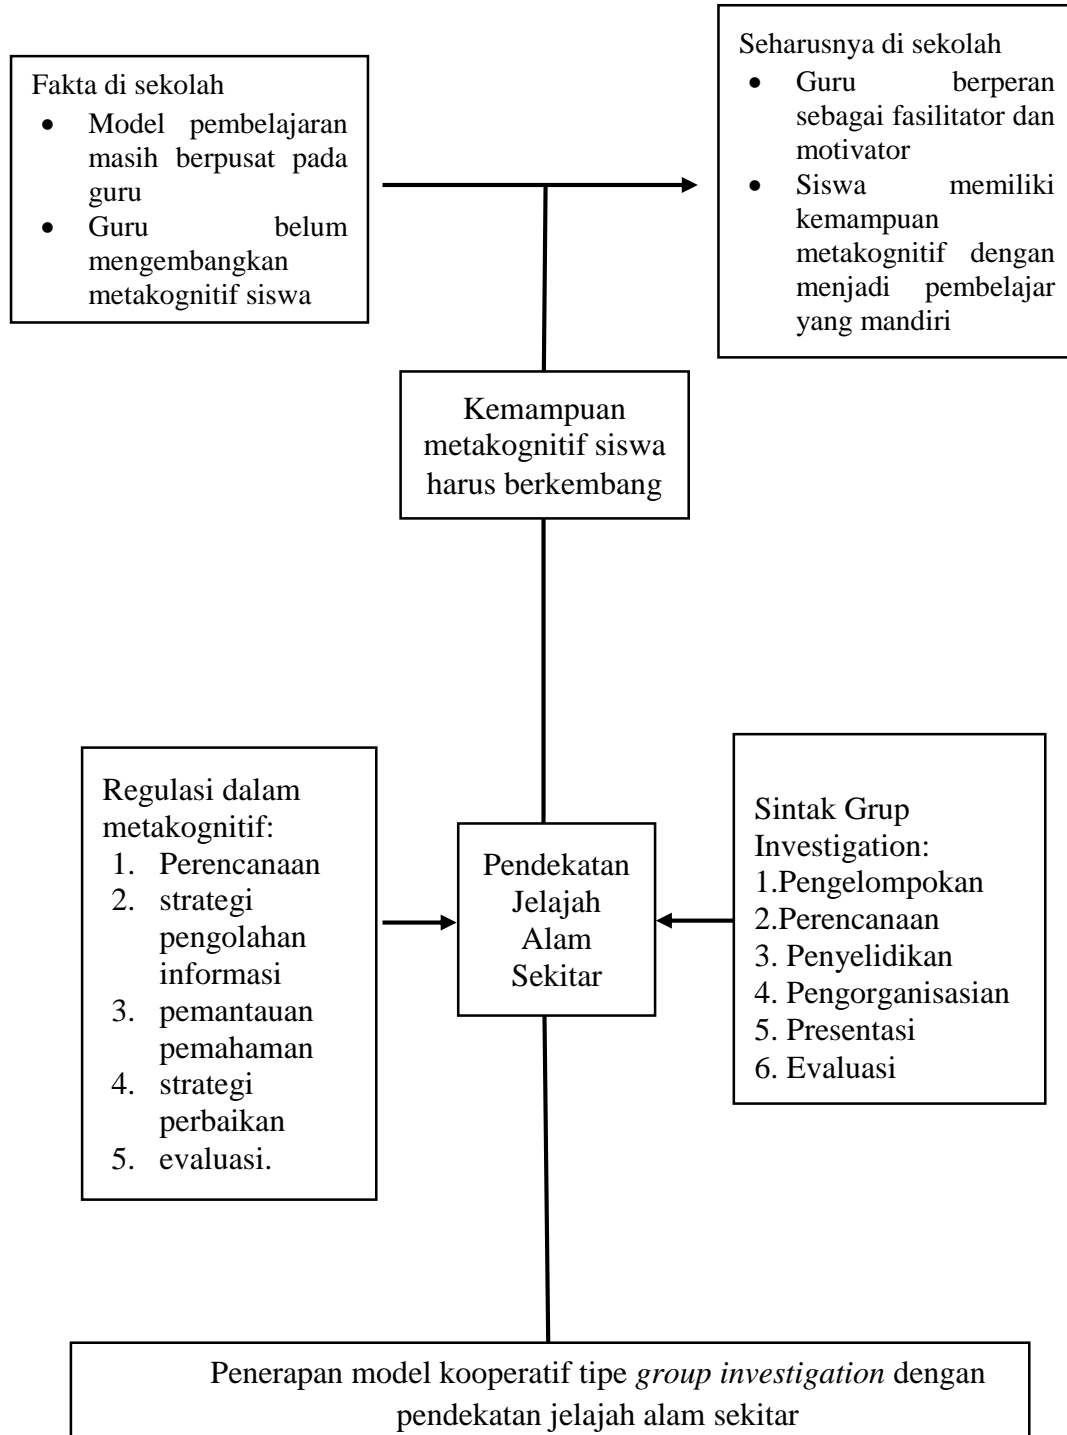 Fakta di sekolah
• Model pembelajaran
masih berpusat pada
guru
• Guru belum
mengembangkan
metakognitif siswa
Seharusnya di sekolah
• Guru berperan
sebagai fasilitator dan
motivator
• Siswa memiliki
kemampuan
metakognitif dengan
menjadi pembelajar
yang mandiri
Kemampuan
metakognitif siswa
harus berkembang
Regulasi dalam
metakognitif:
1. Perencanaan
2. strategi
pengolahan
informasi
3. pemantauan
pemahaman
4. strategi
perbaikan
5. evaluasi.
Pendekatan
Jelajah
Alam
Sekitar
Sintak Grup
Investigation:
1.Pengelompokan
2.Perencanaan
3. Penyelidikan
4. Pengorganisasian
5. Presentasi
6. Evaluasi
Penerapan model kooperatif tipe group investigation dengan
pendekatan jelajah alam sekitar